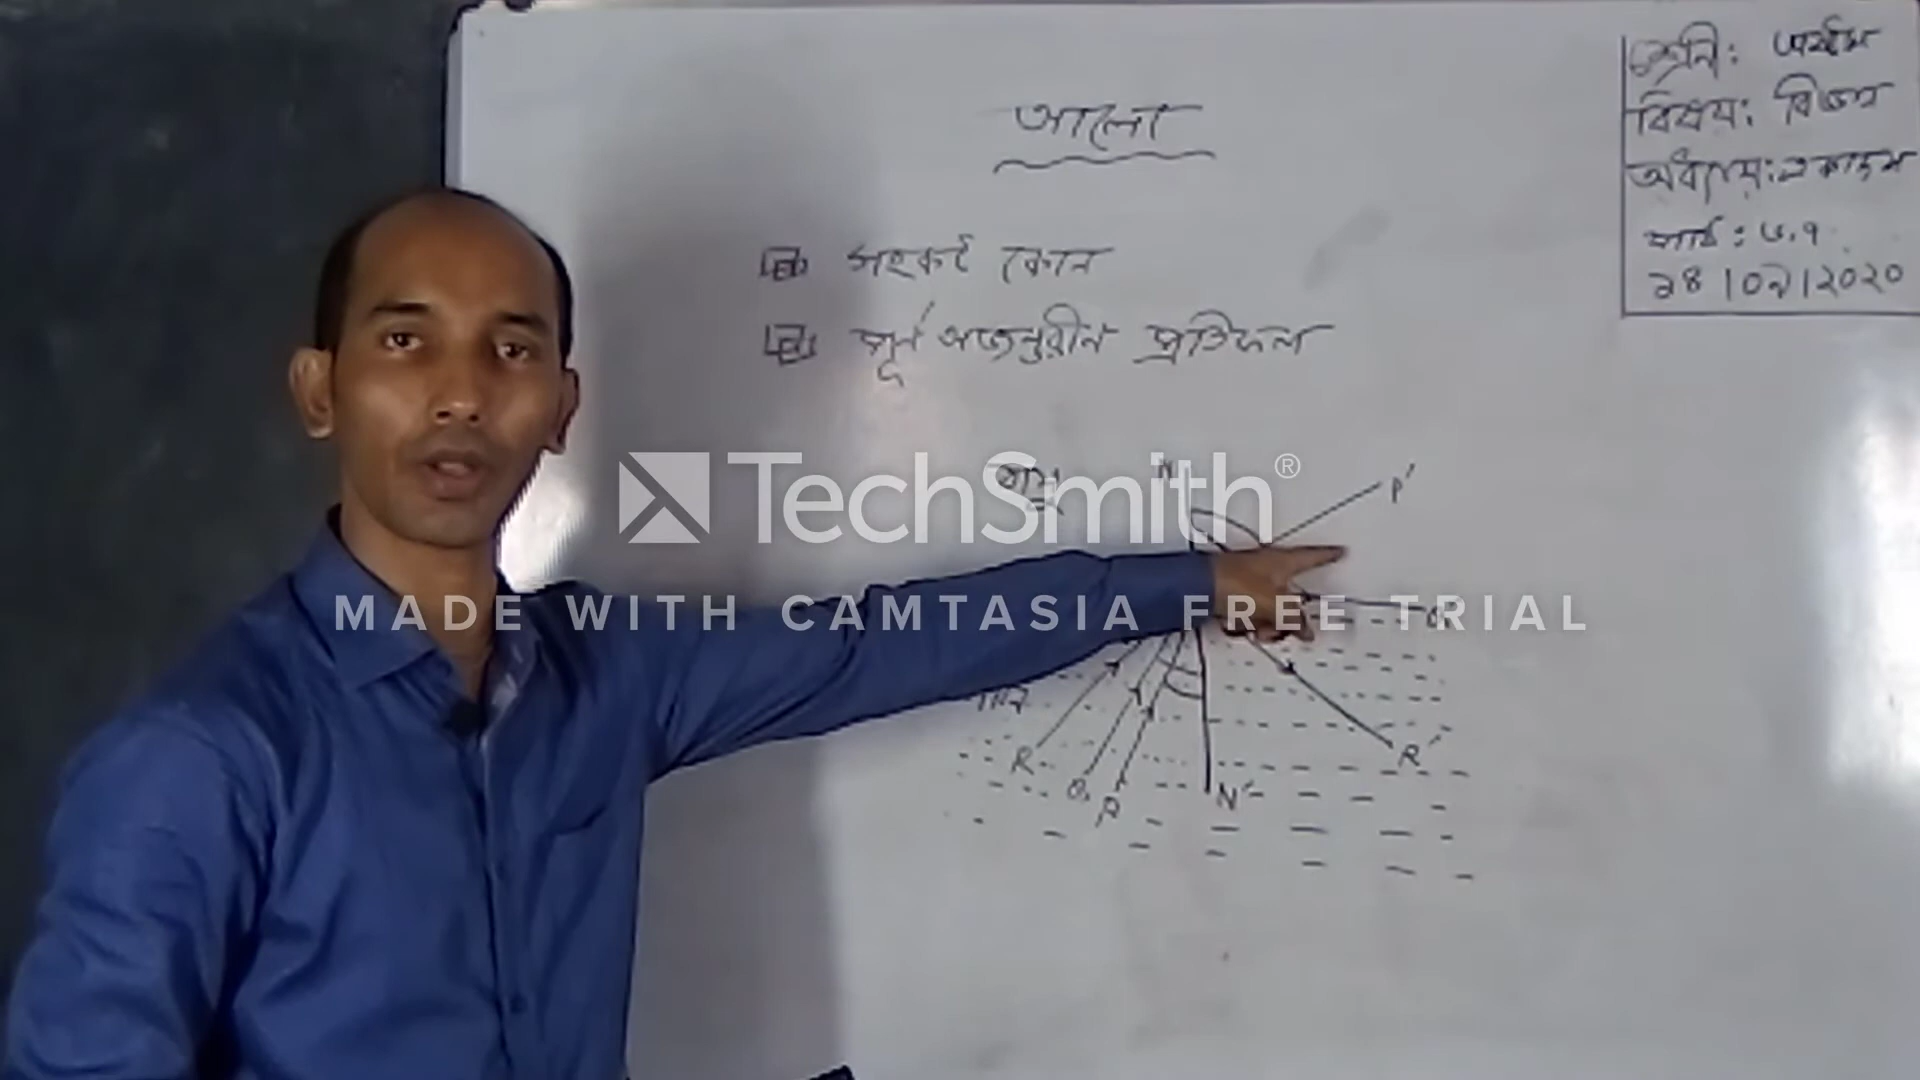 আলো
শ্রেনী: অষ্টম
বিষয়: বিজ্ঞান
অধ্যায়: একাদশ
পাঠ: ৬,৭
১৪|০৭|২০২০
সংকট কোন
পূর্ণ অভ্যন্তরীন প্রতিফলন
বায়ু
N
P'
TechSmith®
MADE WITH CAMTASIA FREE TRIAL
Q'
R
Q
P
N'
R'